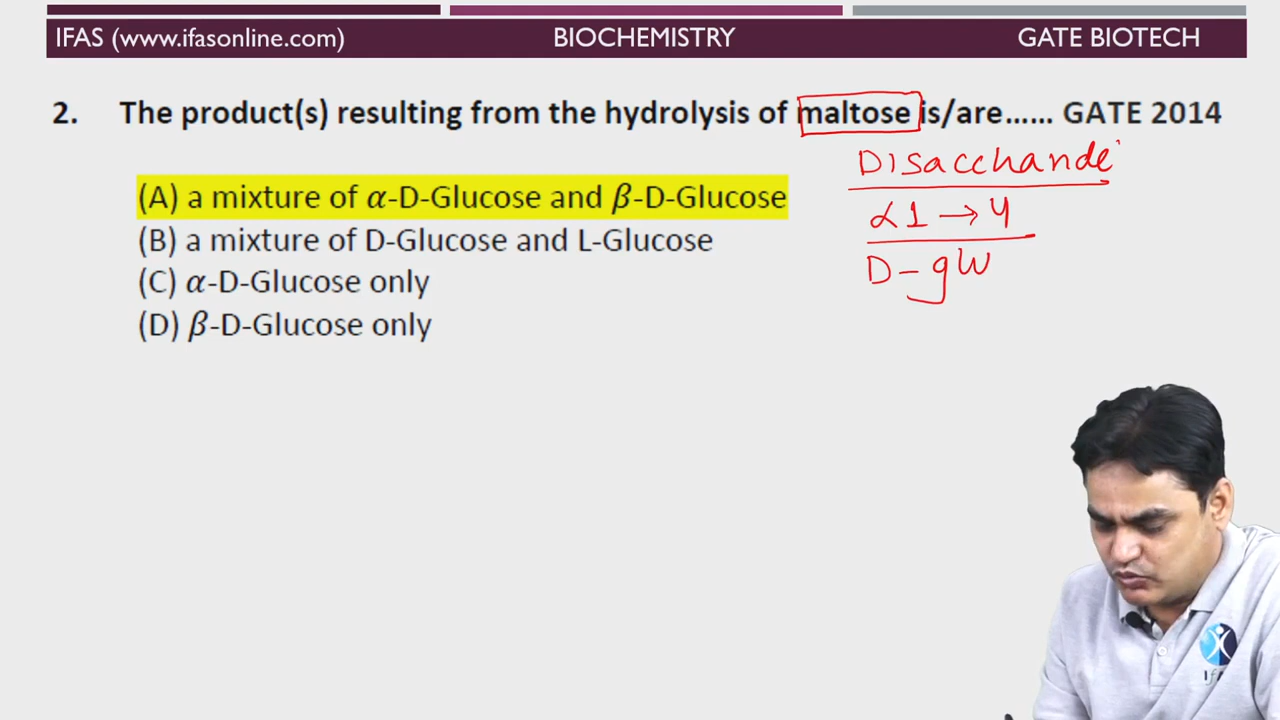 IFAS (www.ifasonline.com) BIOCHEMISTRY GATE BIOTECH
2. The product(s) resulting from the hydrolysis of maltose is/are...... GATE 2014
Disaccharide
(A) a mixture of α-D-Glucose and β-D-Glucose
α1→4
(B) a mixture of D-Glucose and L-Glucose
D-glu
(C) α-D-Glucose only
(D) β-D-Glucose only